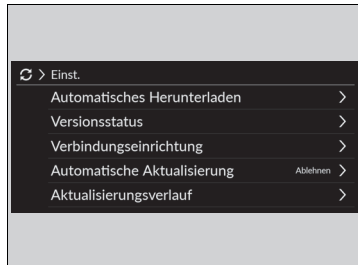 Einst.
Automatisches Herunterladen
Versionsstatus
Verbindungseinrichtung
Automatische Aktualisierung Ablehnen
Aktualisierungsverlauf